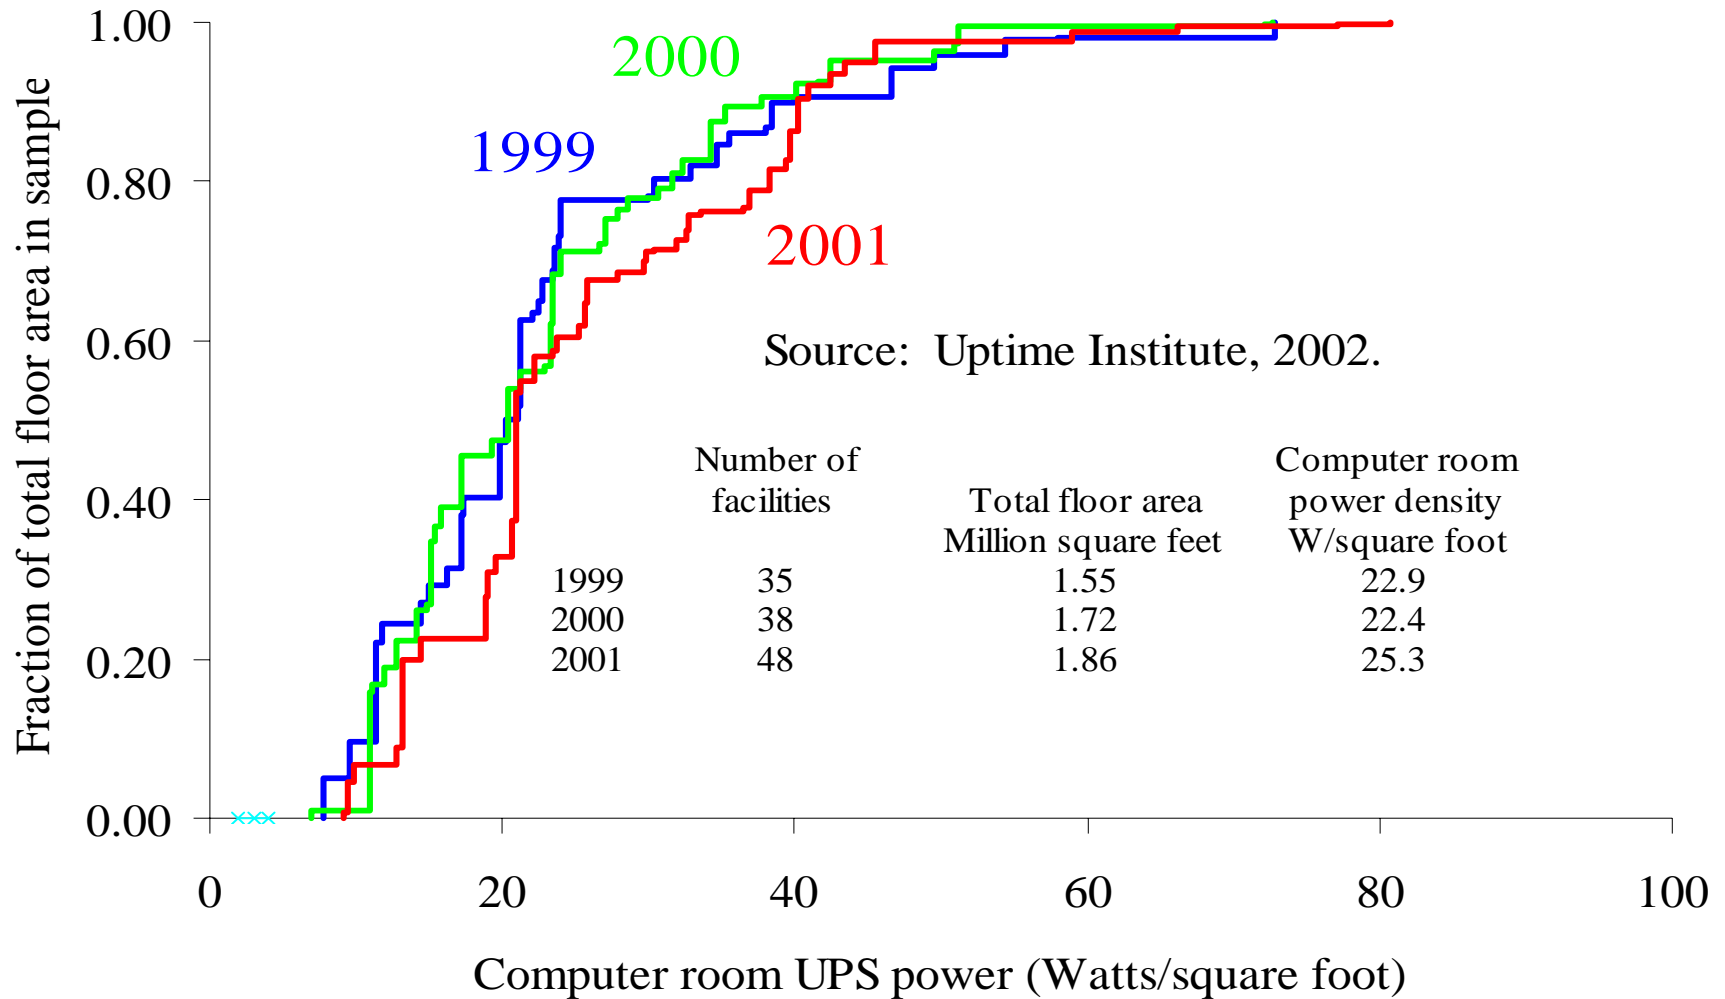 1.00
0.80
0.60
0.40
0.20
0.00
Fraction of total floor area in sample
2000
1999
2001
Source: Uptime Institute, 2002.
Number of facilities
Total floor area Million square feet
Computer room power density W/square foot
1999 35 1.55 22.9
2000 38 1.72 22.4
2001 48 1.86 25.3
0 20 40 60 80 100
Computer room UPS power (Watts/square foot)